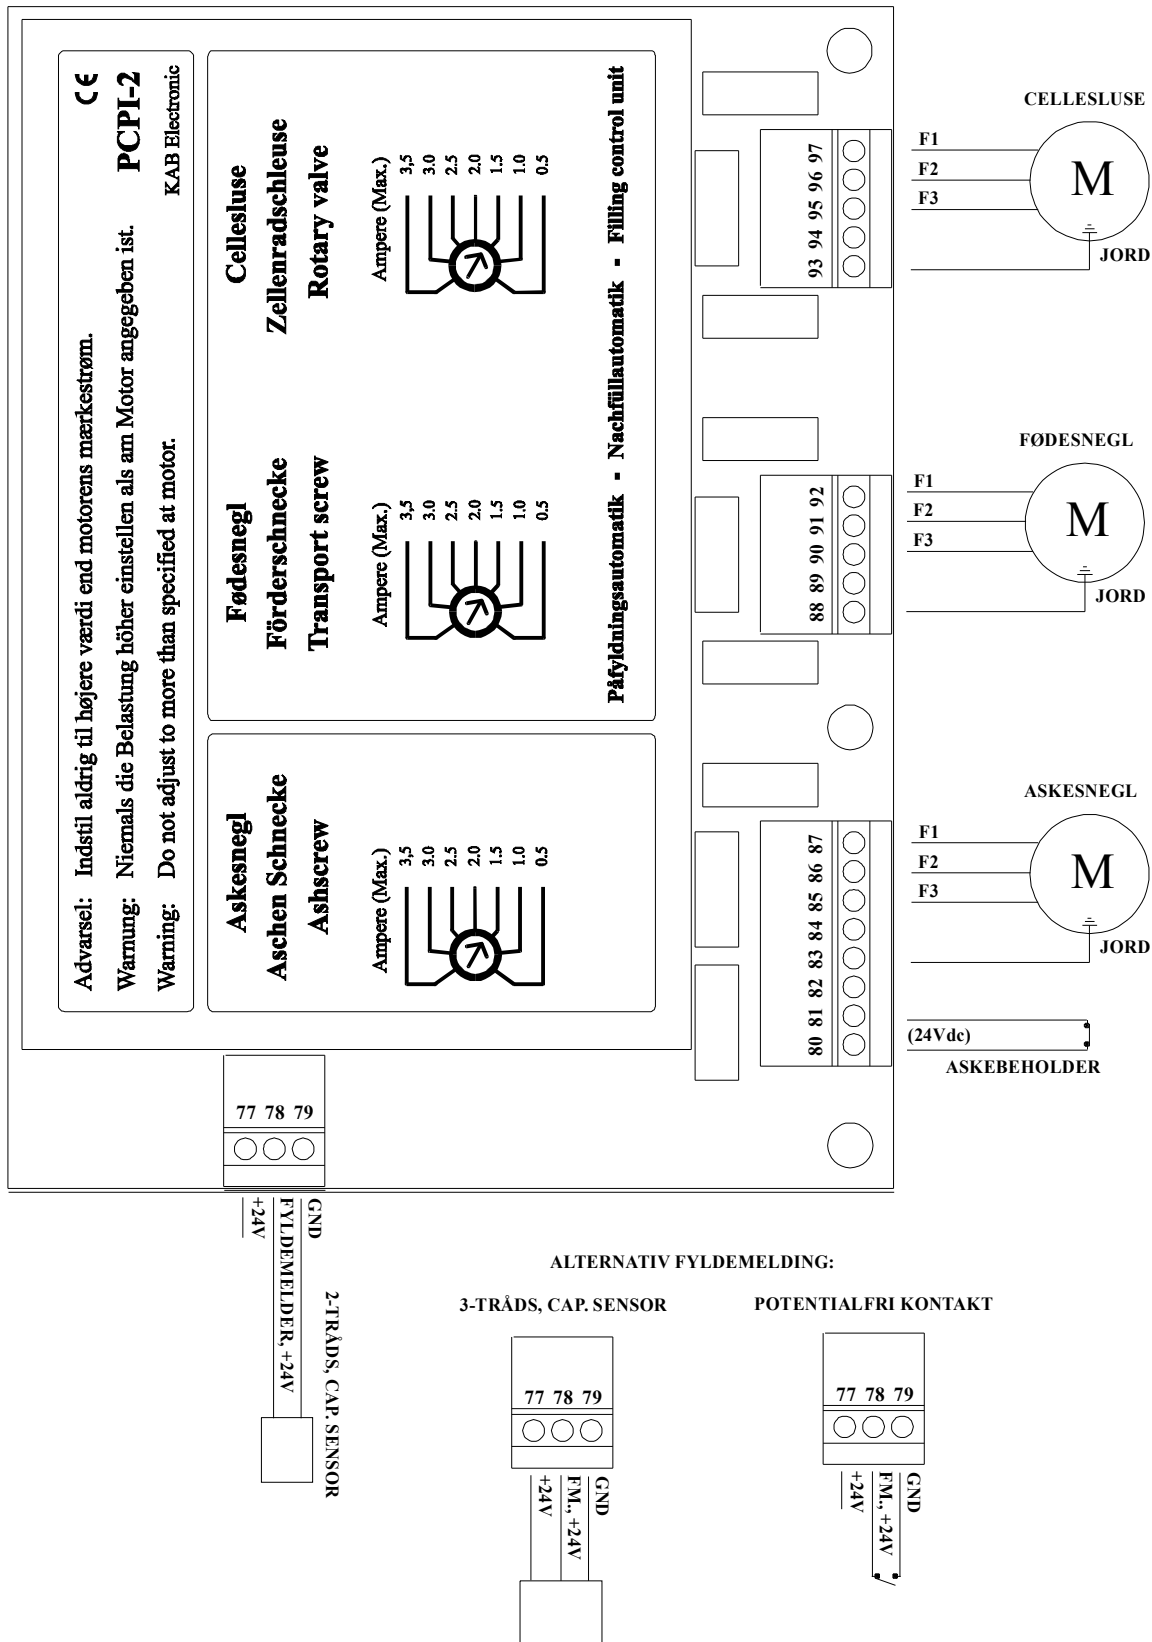 Advarsel: Indstil aldrig til højere værdi end motorens mærkestrøm.
CE
Warnung: Niemals die Belastung höher einstellen als am Motor angegeben ist.
PCPI-2
Warning: Do not adjust to more than specified at motor.
KAB Electronic
Askesnegl
Aschen Schnecke
Ashscrew
Ampere (Max.)
3,5
3.0
2.5
2.0
1.5
1.0
0.5
Fødesnegl
Förderschnecke
Transport screw
Ampere (Max.)
3,5
3.0
2.5
2.0
1.5
1.0
0.5
Cellesluse
Zellenradschleuse
Rotary valve
Ampere (Max.)
3,5
3.0
2.5
2.0
1.5
1.0
0.5
Påfyldningsautomatik - Nachfüllautomatik - Filling control unit
93 94 95 96 97
CELLESLUSE
F1
F2
F3
M
JORD
88 89 90 91 92
FØDESNEGL
F1
F2
F3
M
JORD
80 81 82 83 84 85 86 87
ASKESNEGL
F1
F2
F3
M
JORD
(24Vdc)
ASKEBEHOLDER
77 78 79
+24V
FYLDEMELDER, +24V
GND
2-TRÅDS, CAP. SENSOR
ALTERNATIV FYLDEMELDING:
3-TRÅDS, CAP. SENSOR
77 78 79
+24V
FM., +24V
GND
POTENTIALFRI KONTAKT
77 78 79
+24V
FM., +24V
GND